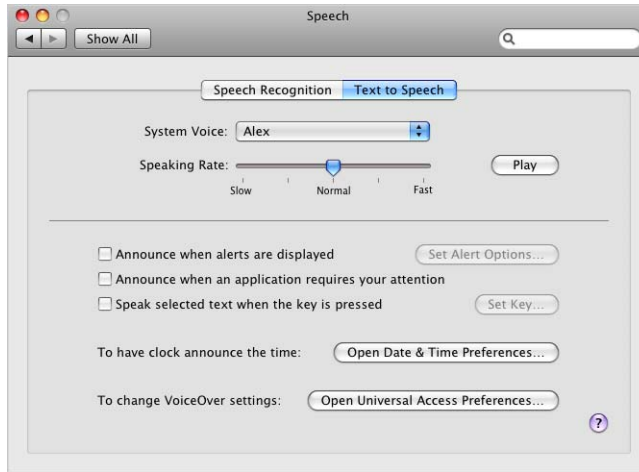 Speech
Show All
Speech Recognition Text to Speech
System Voice: Alex
Speaking Rate: Play
Slow Normal Fast
Announce when alerts are displayed Set Alert Options...
Announce when an application requires your attention
Speak selected text when the key is pressed Set Key...
To have clock announce the time: Open Date & Time Preferences...
To change VoiceOver settings: Open Universal Access Preferences...
?